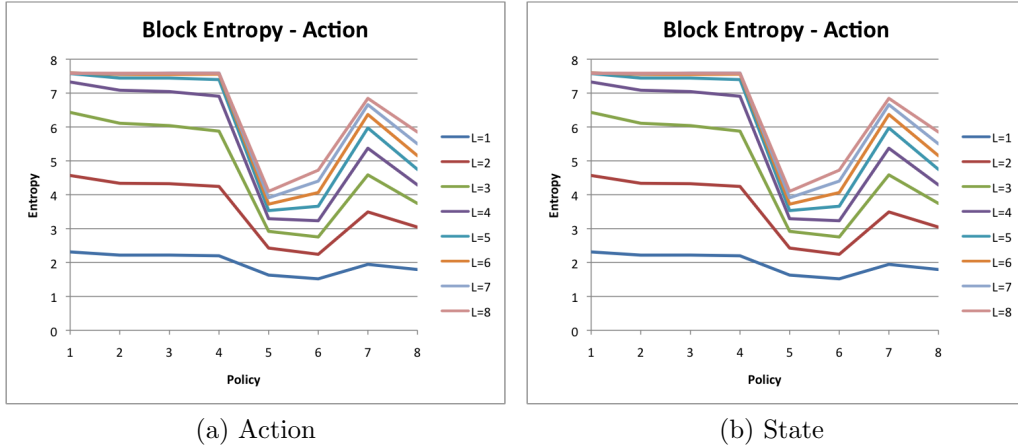 Block Entropy - Action
8
7
6
5
4
3
2
1
0
Entropy
1 2 3 4 5 6 7 8
Policy
L=1
L=2
L=3
L=4
L=5
L=6
L=7
L=8
(a) Action
Block Entropy - Action
8
7
6
5
4
3
2
1
0
Entropy
1 2 3 4 5 6 7 8
Policy
L=1
L=2
L=3
L=4
L=5
L=6
L=7
L=8
(b) State